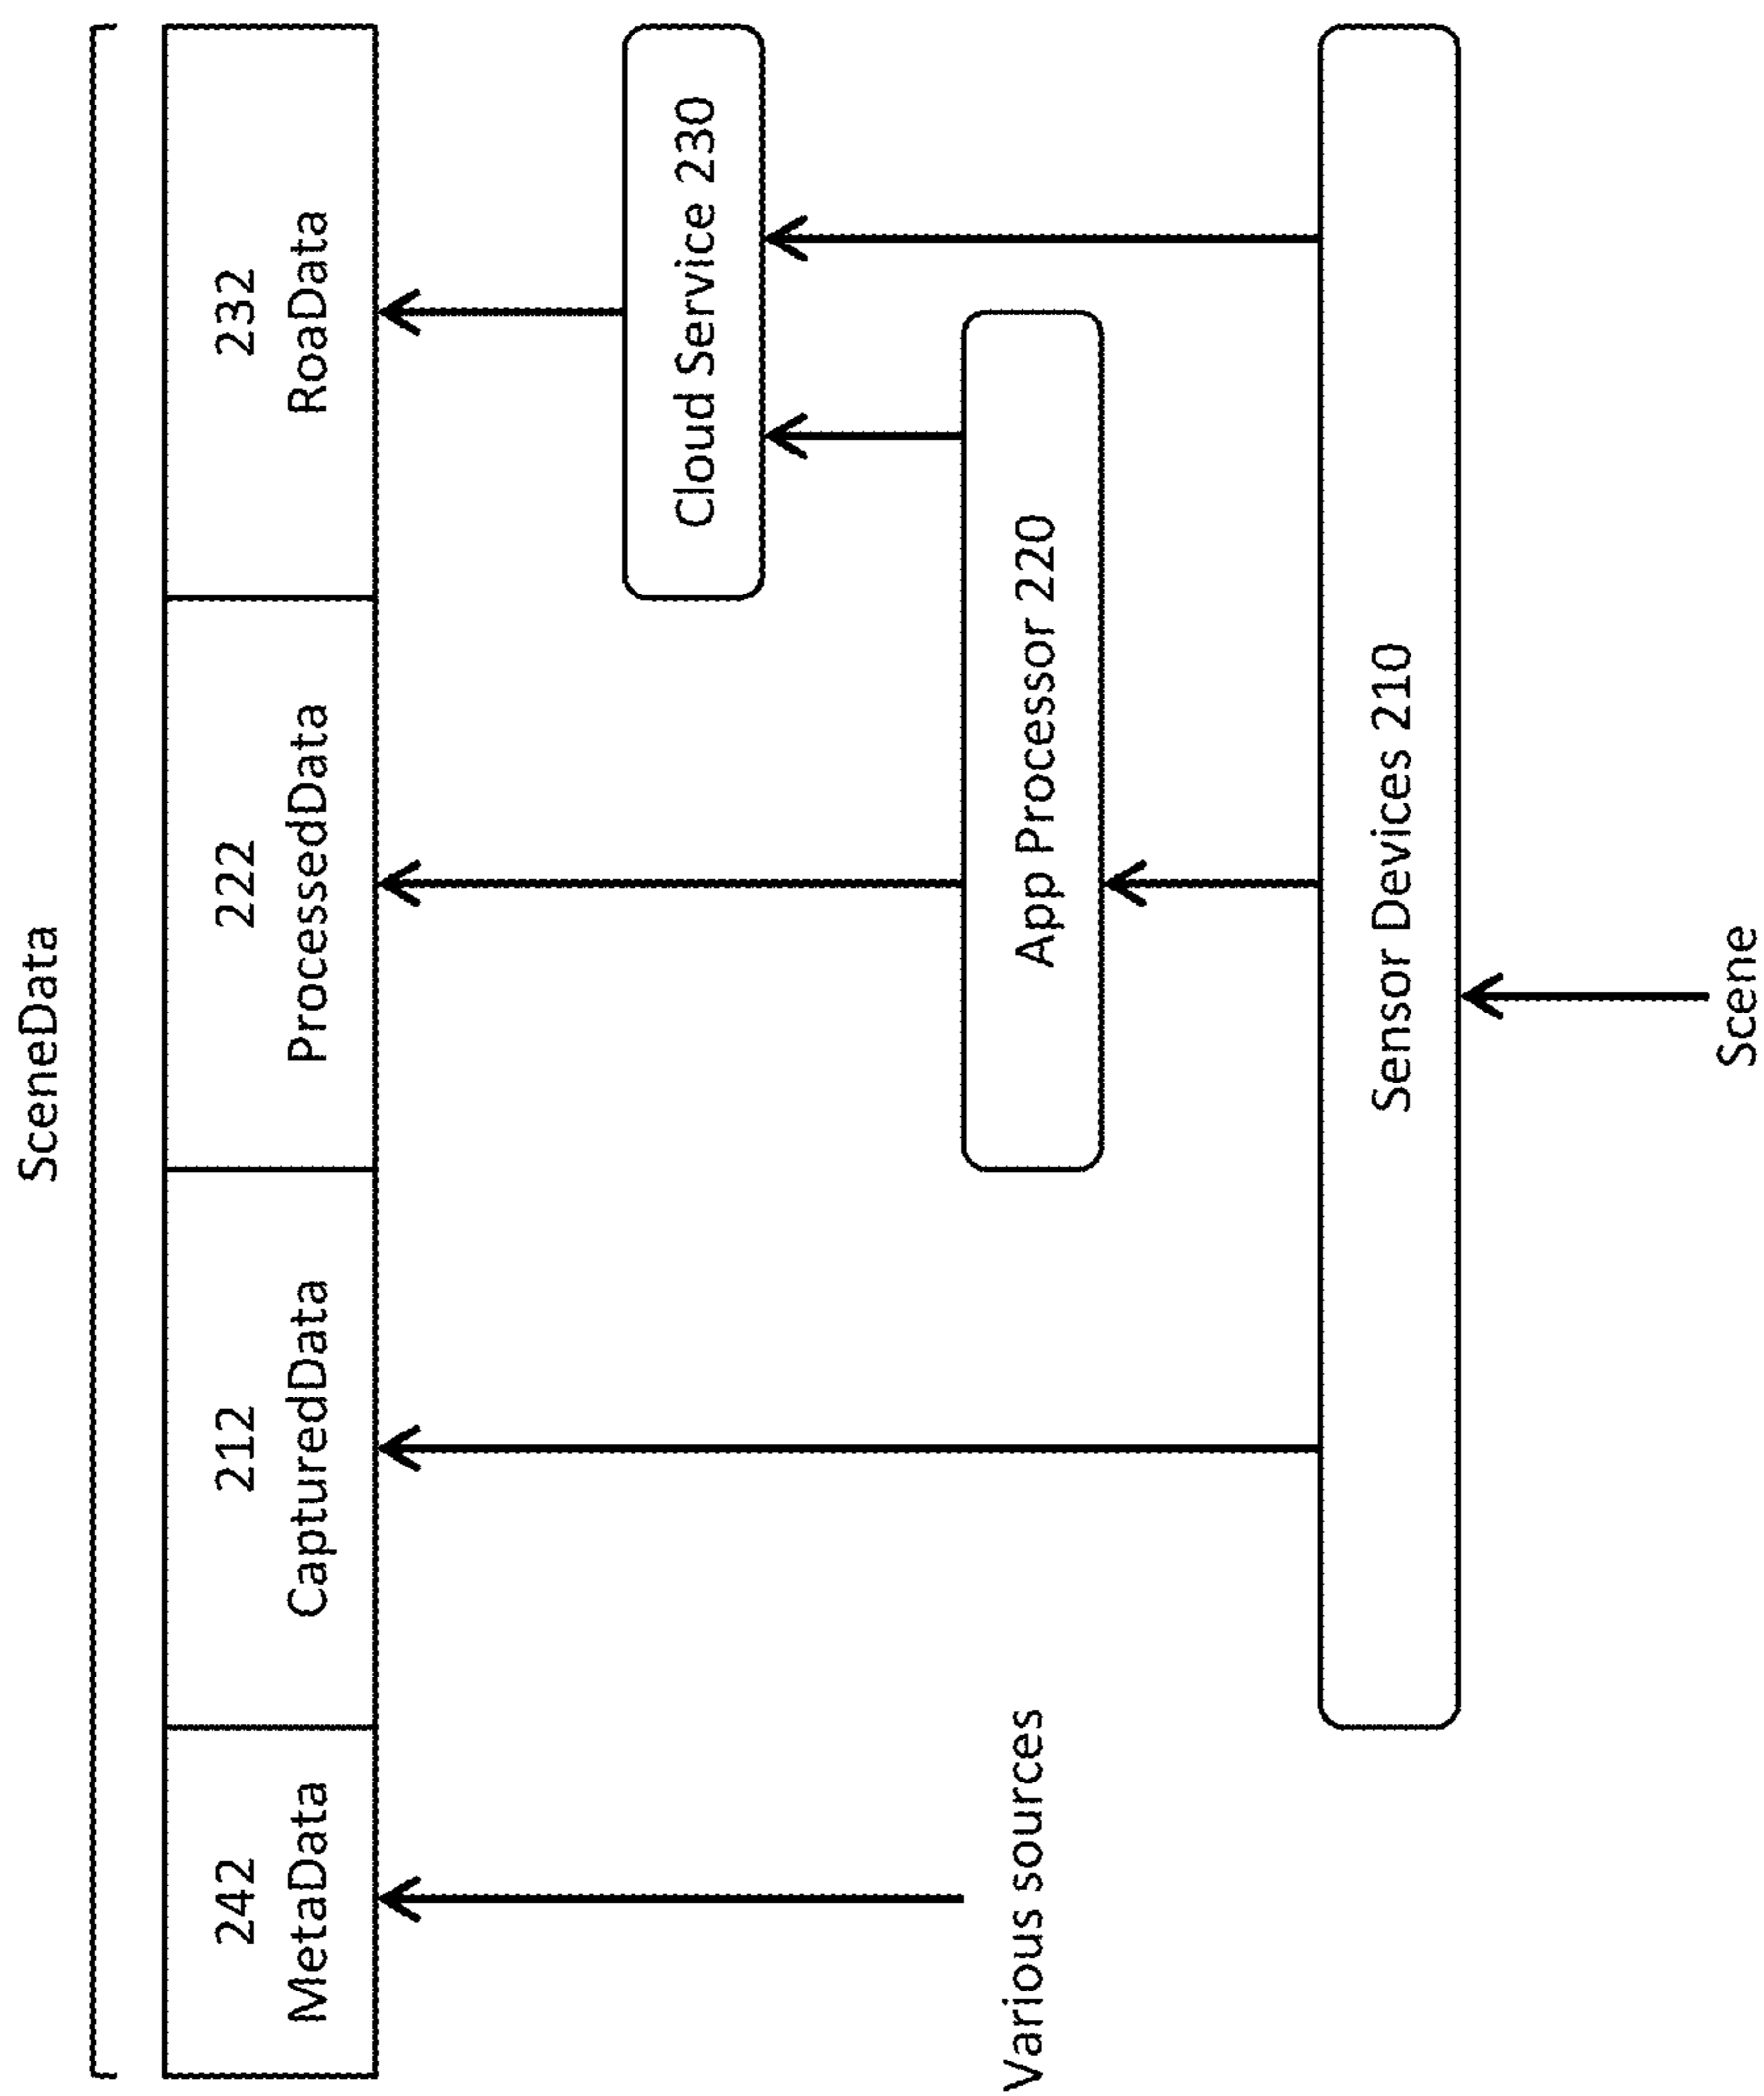 SceneData
242
MetaData
212
CapturedData
222
ProcessedData
232
RoaData
Cloud Service 230
Various sources
App Processor 220
Sensor Devices 210
Scene